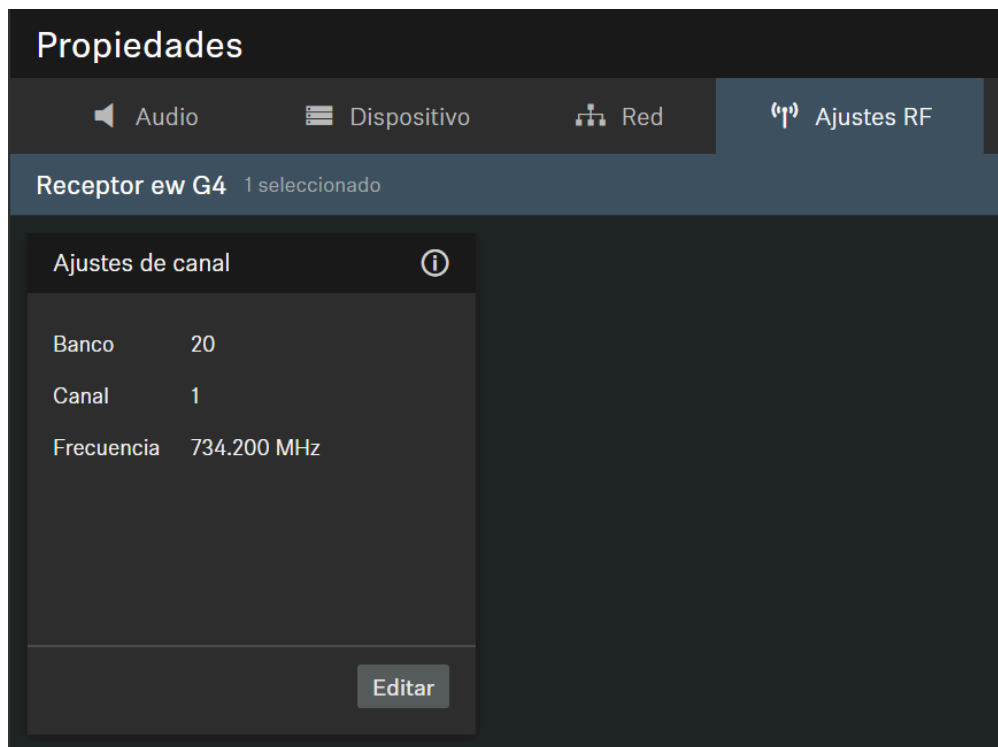 Propiedades
Audio Dispositivo Red Ajustes RF
Receptor ew G4 1 seleccionado
Ajustes de canal
Banco 20
Canal 1
Frecuencia 734.200 MHz
Editar